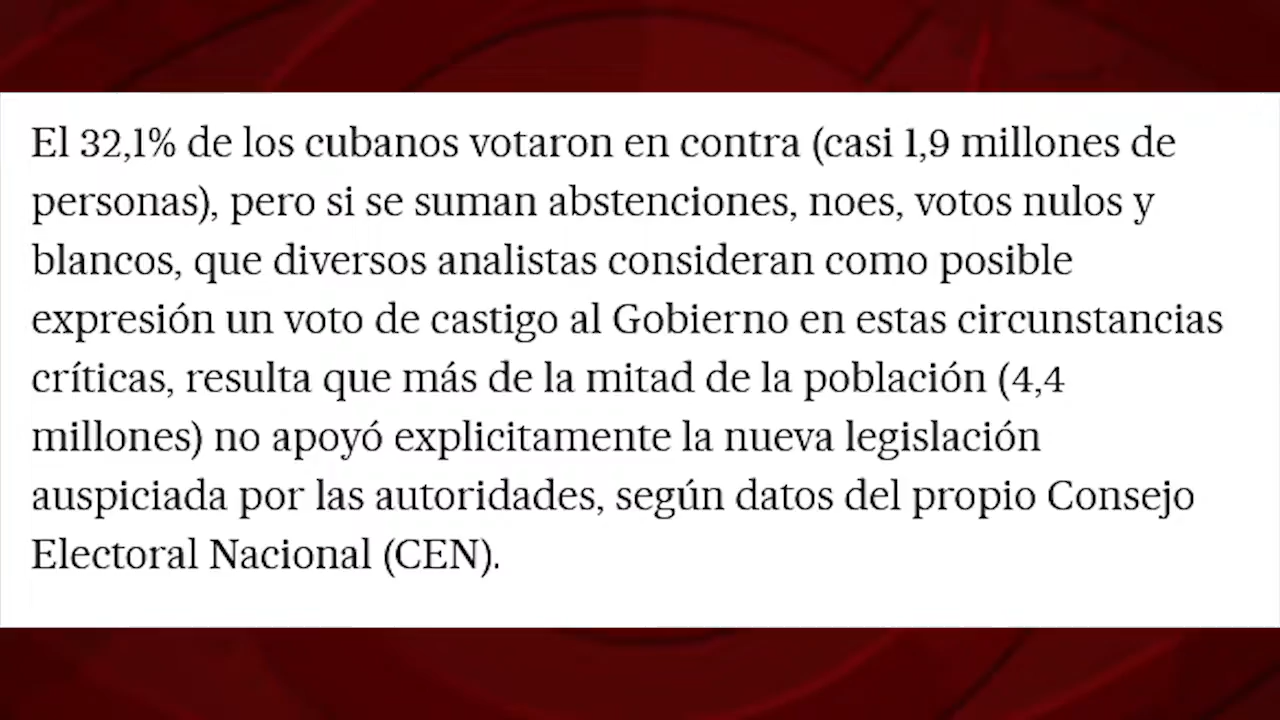 El 32,1% de los cubanos votaron en contra (casi 1,9 millones de
personas), pero si se suman abstenciones, noes, votos nulos y
blancos, que diversos analistas consideran como posible
expresión un voto de castigo al Gobierno en estas circunstancias
críticas, resulta que más de la mitad de la población (4,4
millones) no apoyó explicitamente la nueva legislación
auspiciada por las autoridades, según datos del propio Consejo
Electoral Nacional (CEN).